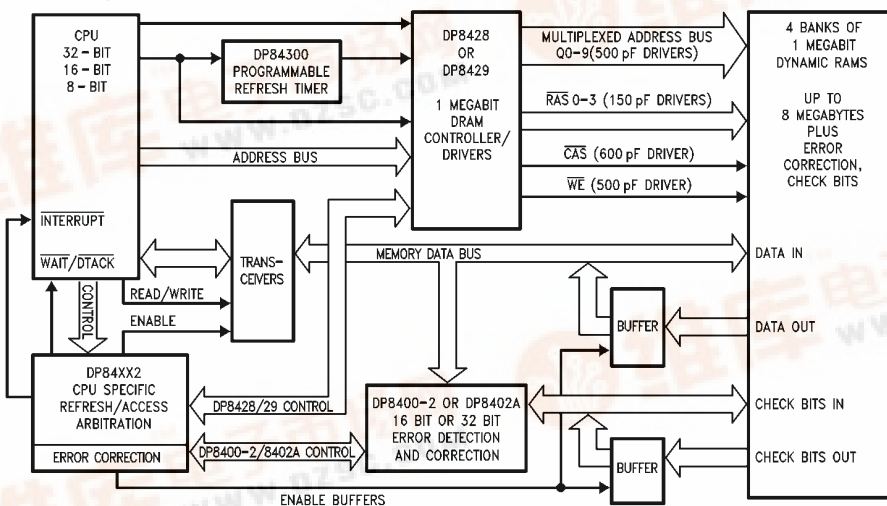 CPU
32-BIT
16-BIT
8-BIT
DP84300
PROGRAMMABLE
REFRESH TIMER
DP8428
OR
DP8429
1 MEGABIT
DRAM
CONTROLLER/
DRIVERS
MULTIPLEXED ADDRESS BUS
Q0-9(500 pF DRIVERS)
RAS 0-3 (150 pF DRIVERS)
CAS (600 pF DRIVER)
WE (500 pF DRIVER)
4 BANKS OF
1 MEGABIT
DYNAMIC RAMS
UP TO
8 MEGABYTES
PLUS
ERROR
CORRECTION,
CHECK BITS
ADDRESS BUS
INTERRUPT
WAIT/DTACK
TRANS-
CEIVERS
MEMORY DATA BUS
DATA IN
CONTROL
READ/WRITE
ENABLE
BUFFER
DATA OUT
DP84XX2
CPU SPECIFIC
REFRESH/ACCESS
ARBITRATION
ERROR CORRECTION
DP8428/29 CONTROL
DP8400-2/8402A CONTROL
DP8400-2 OR DP8402A
16 BIT OR 32 BIT
ERROR DETECTION
AND CORRECTION
CHECK BITS IN
BUFFER
CHECK BITS OUT
ENABLE BUFFERS
www.dzsc.com